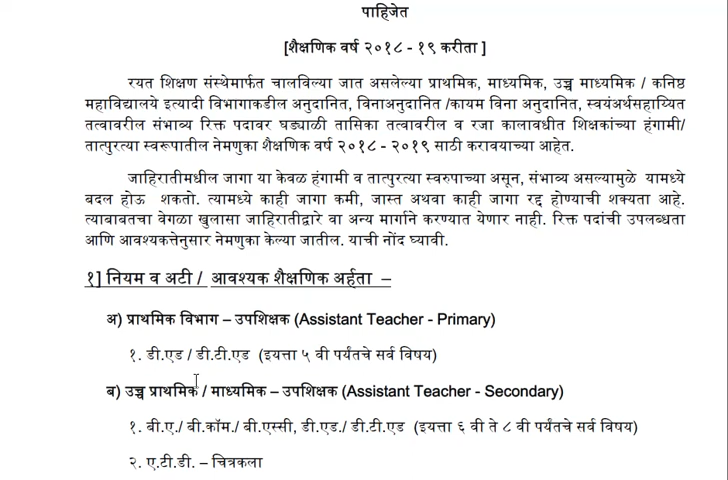 पाहिजेत
[शैक्षणिक वर्ष २०१८ - १९ करीता ]
रयत शिक्षण संस्थेमार्फत चालविल्या जात असलेल्या प्राथमिक, माध्यमिक, उच्च माध्यमिक / कनिष्ठ
महाविद्यालये इत्यादी विभागाकडील अनुदानित, विनाअनुदानित /कायम विना अनुदानित, स्वयंअर्थसहाय्यित
तत्वावरील संभाव्य रिक्त पदावर घड्याळी तासिका तत्वावरील व रजा कालावधीत शिक्षकांच्या हंगामी/
तात्पुरत्या स्वरूपातील नेमणुका शैक्षणिक वर्ष २०१८ - २०१९ साठी करावयाच्या आहेत.
जाहिरातीमधील जागा या केवळ हंगामी व तात्पुरत्या स्वरुपाच्या असून, संभाव्य असल्यामुळे यामध्ये
बदल होऊ शकतो. त्यामध्ये काही जागा कमी, जास्त अथवा काही जागा रद्द होण्याची शक्यता आहे.
त्याबाबतचा वेगळा खुलासा जाहिरातीद्वारे वा अन्य मार्गाने करण्यात येणार नाही. रिक्त पदांची उपलब्धता
आणि आवश्यकत्तेनुसार नेमणुका केल्या जातील. याची नोंद घ्यावी.
१] नियम व अटी / आवश्यक शैक्षणिक अर्हता –
अ) प्राथमिक विभाग – उपशिक्षक (Assistant Teacher - Primary)
१. डी.एड / डी.टी.एड (इयत्ता ५ वी पर्यंतचे सर्व विषय)
ब) उच्च प्राथमिक / माध्यमिक – उपशिक्षक (Assistant Teacher - Secondary)
१. बी.ए./ बी.कॉम./ बी.एस्सी, डी.एड./ डी.टी.एड (इयत्ता ६ वी ते ८ वी पर्यंतचे सर्व विषय)
२. ए.टी.डी. – चित्रकला